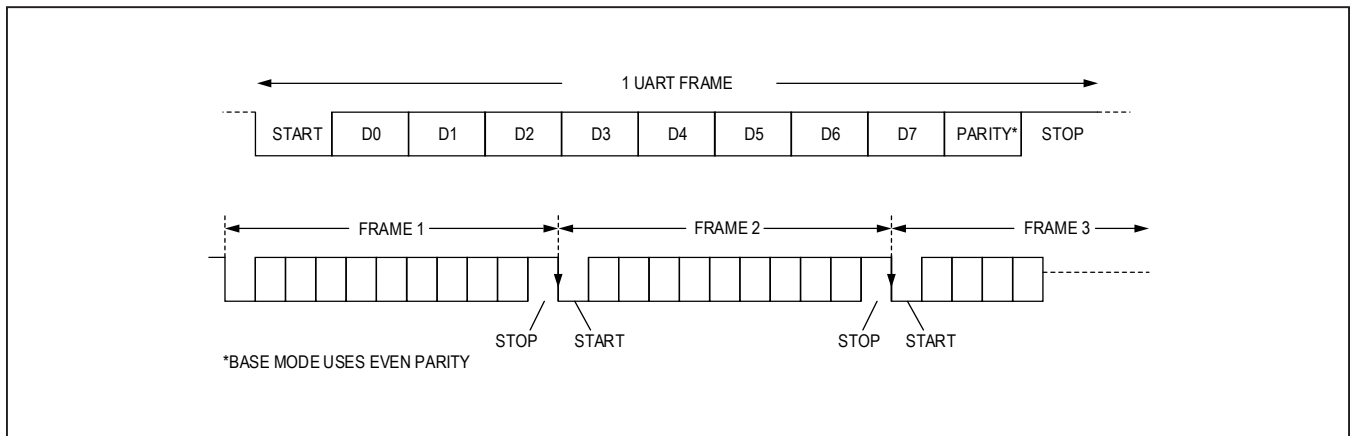 1 UART FRAME
START D0 D1 D2 D3 D4 D5 D6 D7 PARITY* STOP
FRAME 1 FRAME 2 FRAME 3
STOP START STOP START
*BASE MODE USES EVEN PARITY